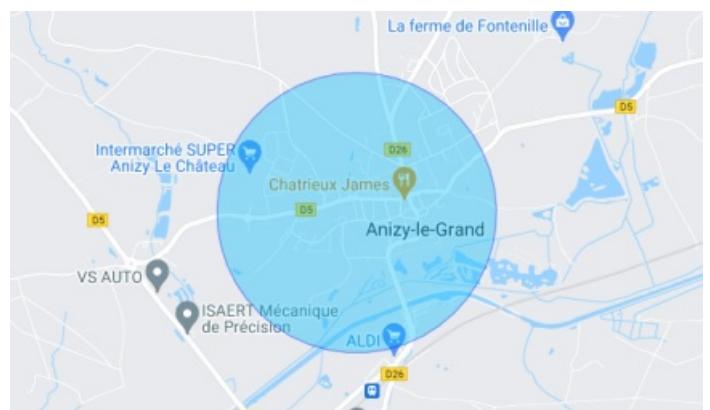 La ferme de Fontenille
D5
D26
Intermarché SUPER
Anizy Le Château
Chatrieux James
D5
D5
Anizy-le-Grand
VS AUTO
ISAERT Mécanique
de Précision
ALDI
D26